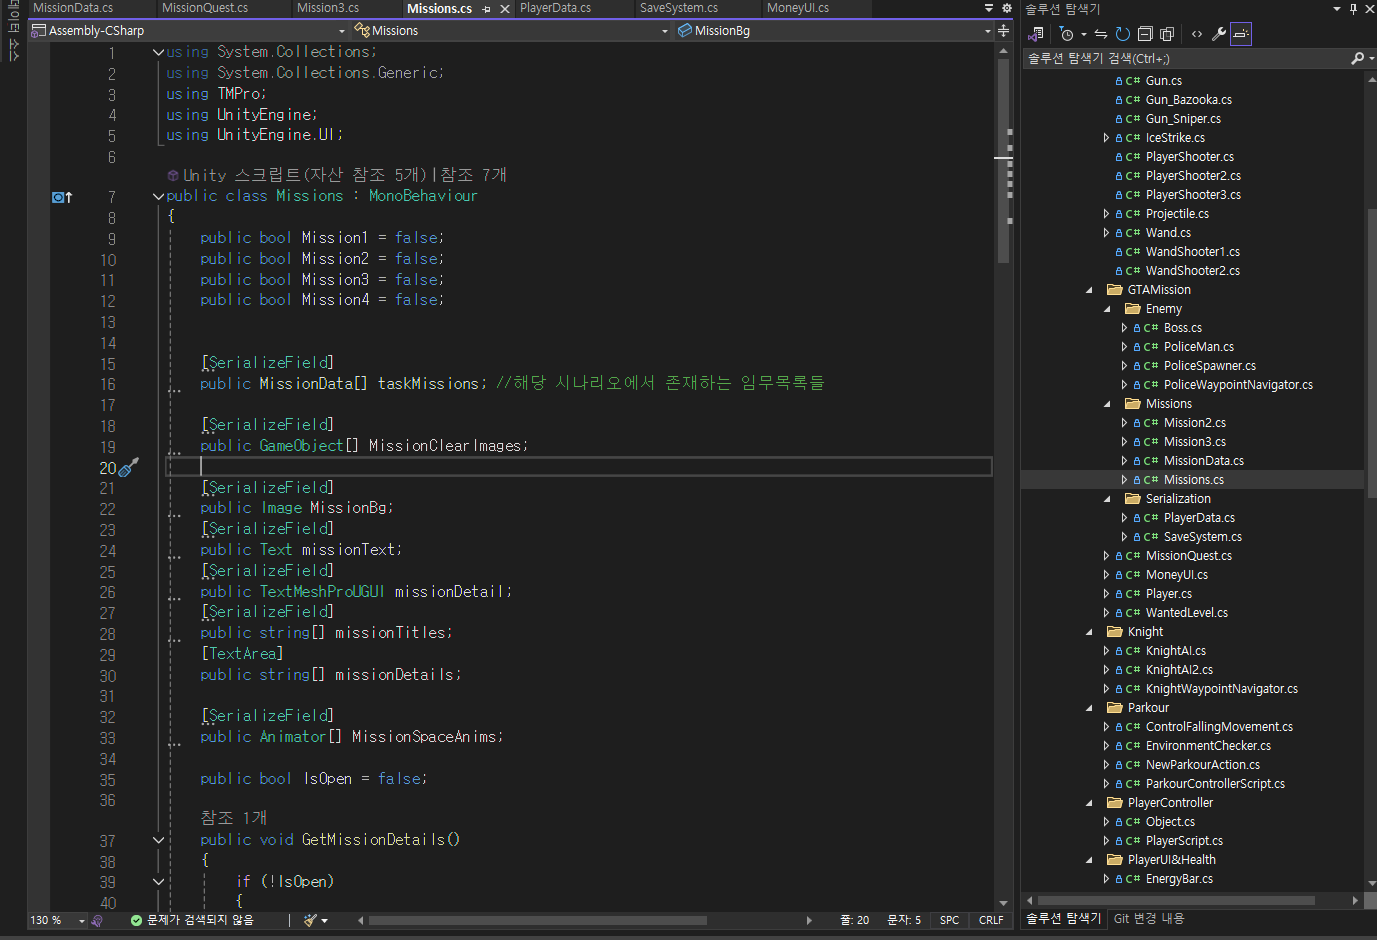 데이터 소스
MissionData.cs
MissionQuest.cs
Mission3.cs
Missions.cs
PlayerData.cs
SaveSystem.cs
MoneyUI.cs
Assembly-CSharp
Missions
MissionBg
1 using System.Collections;
2 using System.Collections.Generic;
3 using TMPro;
4 using UnityEngine;
5 using UnityEngine.UI;
6
Unity 스크립트(자산 참조 5개)|참조 7개
7 public class Missions : MonoBehaviour
8 {
9 public bool Mission1 = false;
10 public bool Mission2 = false;
11 public bool Mission3 = false;
12 public bool Mission4 = false;
13
14
15 [SerializeField]
16 public MissionData[] taskMissions; //해당 시나리오에서 존재하는 임무목록들
17
18 [SerializeField]
19 public GameObject[] MissionClearImages;
20
21 [SerializeField]
22 public Image MissionBg;
23 [SerializeField]
24 public Text missionText;
25 [SerializeField]
26 public TextMeshProUGUI missionDetail;
27 [SerializeField]
28 public string[] missionTitles;
29 [TextArea]
30 public string[] missionDetails;
31
32 [SerializeField]
33 public Animator[] MissionSpaceAnims;
34
35 public bool IsOpen = false;
36
참조 1개
37 public void GetMissionDetails()
38 {
39 if (!IsOpen)
40 {
130 %
문제가 검색되지 않음
줄: 20
문자: 5
SPC
CRLF
솔루션 탐색기
솔루션 탐색기 검색(Ctrl+;)
C# Gun.cs
C# Gun_Bazooka.cs
C# Gun_Sniper.cs
C# IceStrike.cs
C# PlayerShooter.cs
C# PlayerShooter2.cs
C# PlayerShooter3.cs
C# Projectile.cs
C# Wand.cs
C# WandShooter1.cs
C# WandShooter2.cs
GTAMission
Enemy
C# Boss.cs
C# PoliceMan.cs
C# PoliceSpawner.cs
C# PoliceWaypointNavigator.cs
Missions
C# Mission2.cs
C# Mission3.cs
C# MissionData.cs
C# Missions.cs
Serialization
C# PlayerData.cs
C# SaveSystem.cs
C# MissionQuest.cs
C# MoneyUI.cs
C# Player.cs
C# WantedLevel.cs
Knight
C# KnightAI.cs
C# KnightAI2.cs
C# KnightWaypointNavigator.cs
Parkour
C# ControlFallingMovement.cs
C# EnvironmentChecker.cs
C# NewParkourAction.cs
C# ParkourControllerScript.cs
PlayerController
C# Object.cs
C# PlayerScript.cs
PlayerUI&Health
C# EnergyBar.cs
솔루션 탐색기
Git 변경 내용